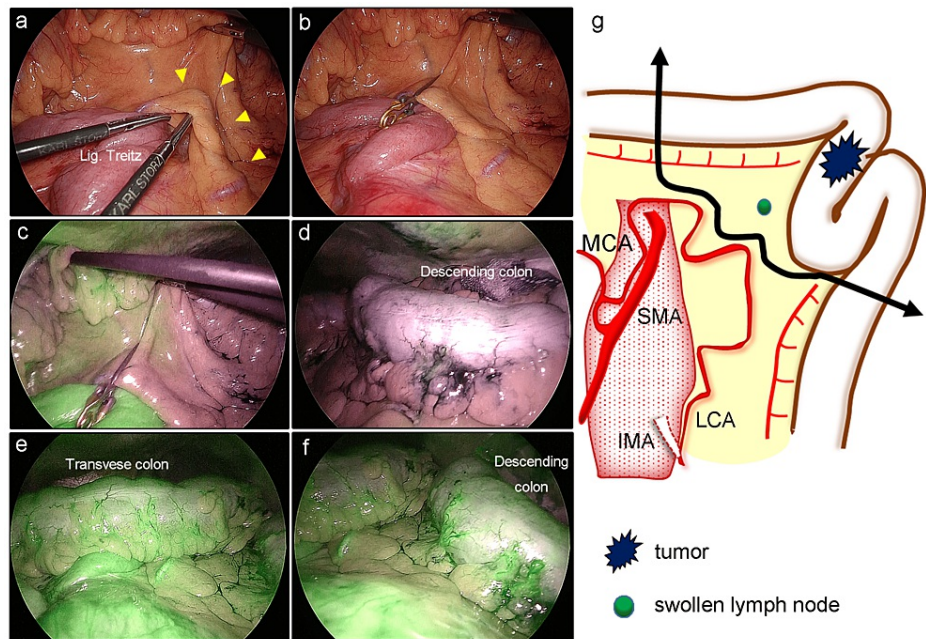 a
Lig. Treitz
KARL STORZ
KARL STORZ
b
c
d
Descending colon
e
Transvese colon
f
Descending
colon
g
MCA
SMA
IMA
LCA
tumor
swollen lymph node